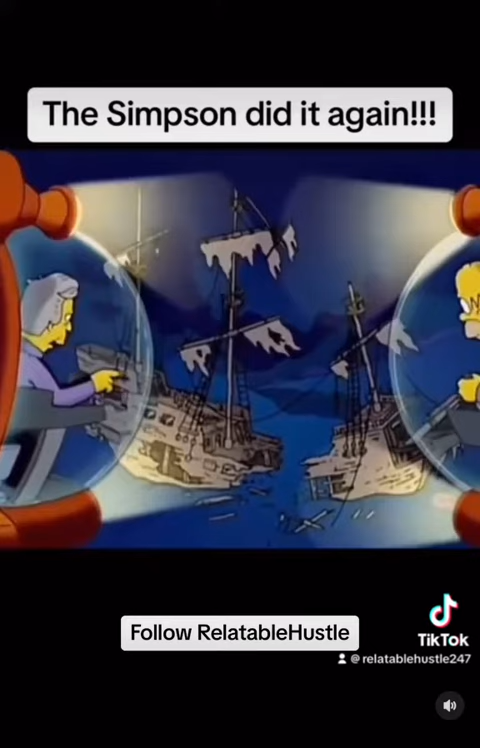 The Simpson did it again!!!
Follow RelatableHustle
TikTok
@relatablehustle247